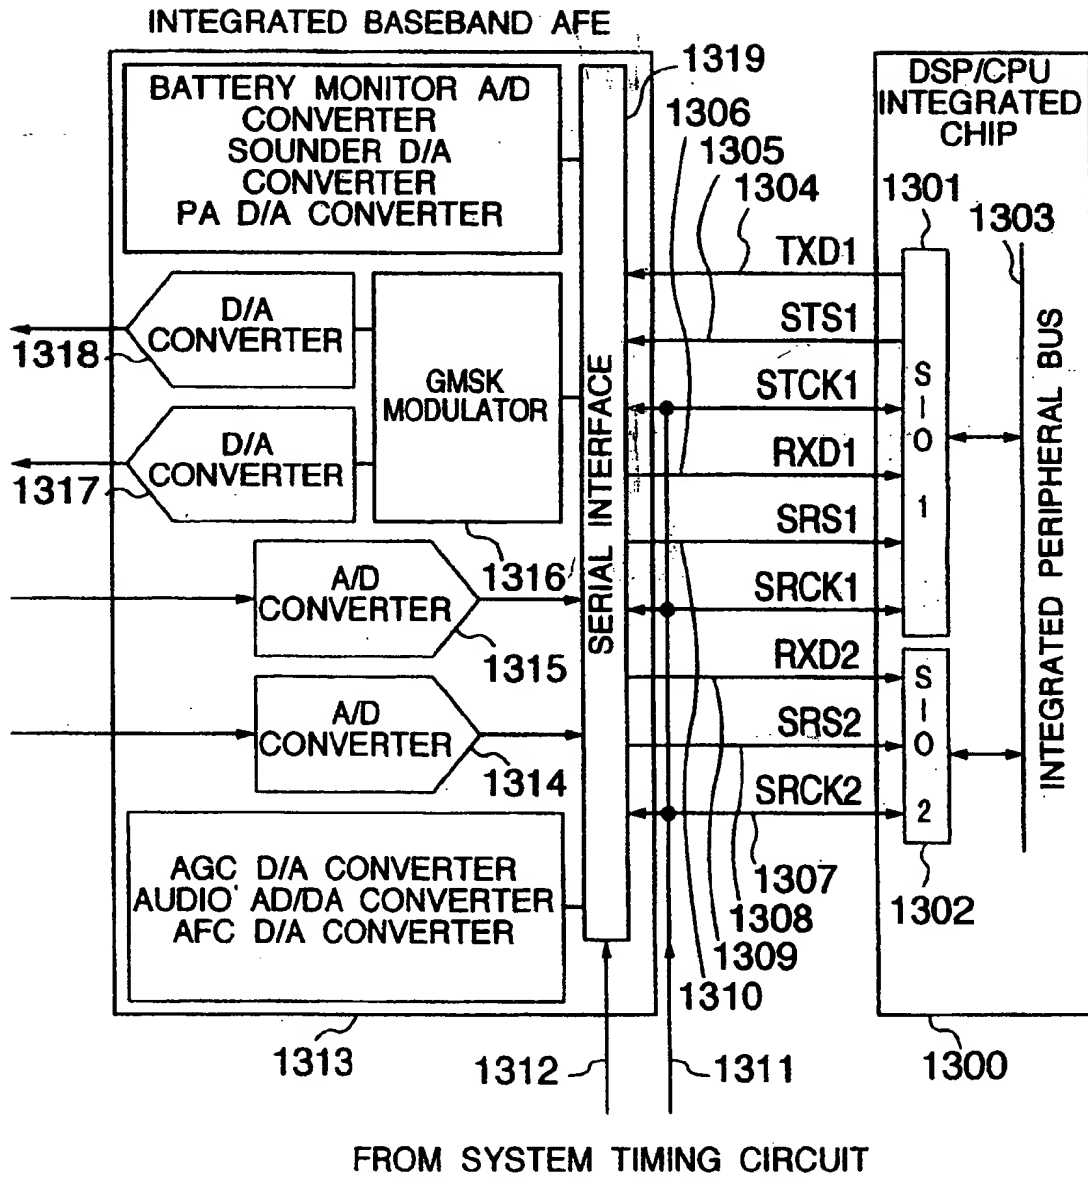 INTEGRATED BASEBAND AFE
BATTERY MONITOR A/D
CONVERTER
SOUNDER D/A
CONVERTER
PA D/A CONVERTER
1319
1306
1305
1304
DSP/CPU
INTEGRATED
CHIP
1301
1303
TXD1
STS1
STCK1
RXD1
SRS1
SRCK1
RXD2
SRS2
SRCK2
D/A
CONVERTER
1318
D/A
CONVERTER
1317
GMSK
MODULATOR
1316
A/D
CONVERTER
1315
A/D
CONVERTER
1314
SERIAL INTERFACE
SIO 1
SIO 2
INTEGRATED PERIPHERAL BUS
AGC D/A CONVERTER
AUDIO AD/DA CONVERTER
AFC D/A CONVERTER
1307
1308
1309
1310
1302
1313
1312
1311
1300
FROM SYSTEM TIMING CIRCUIT